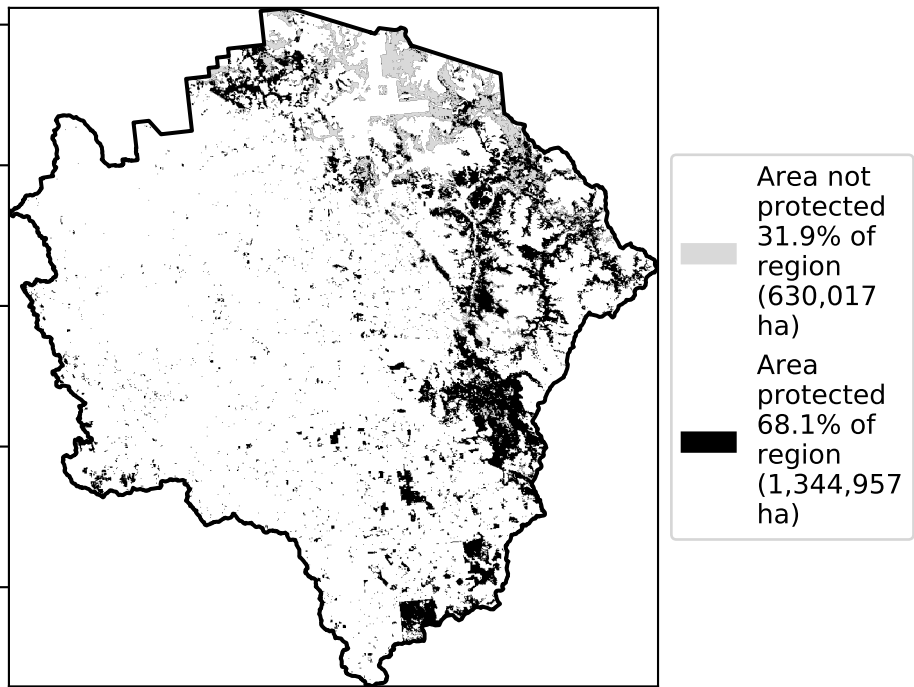 Area not
protected
31.9% of
region
(630,017
ha)
Area
protected
68.1% of
region
(1,344,957
ha)